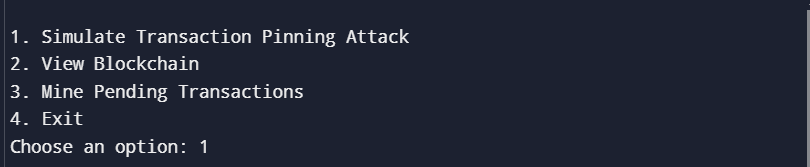 1. Simulate Transaction Pinning Attack
2. View Blockchain
3. Mine Pending Transactions
4. Exit
Choose an option: 1